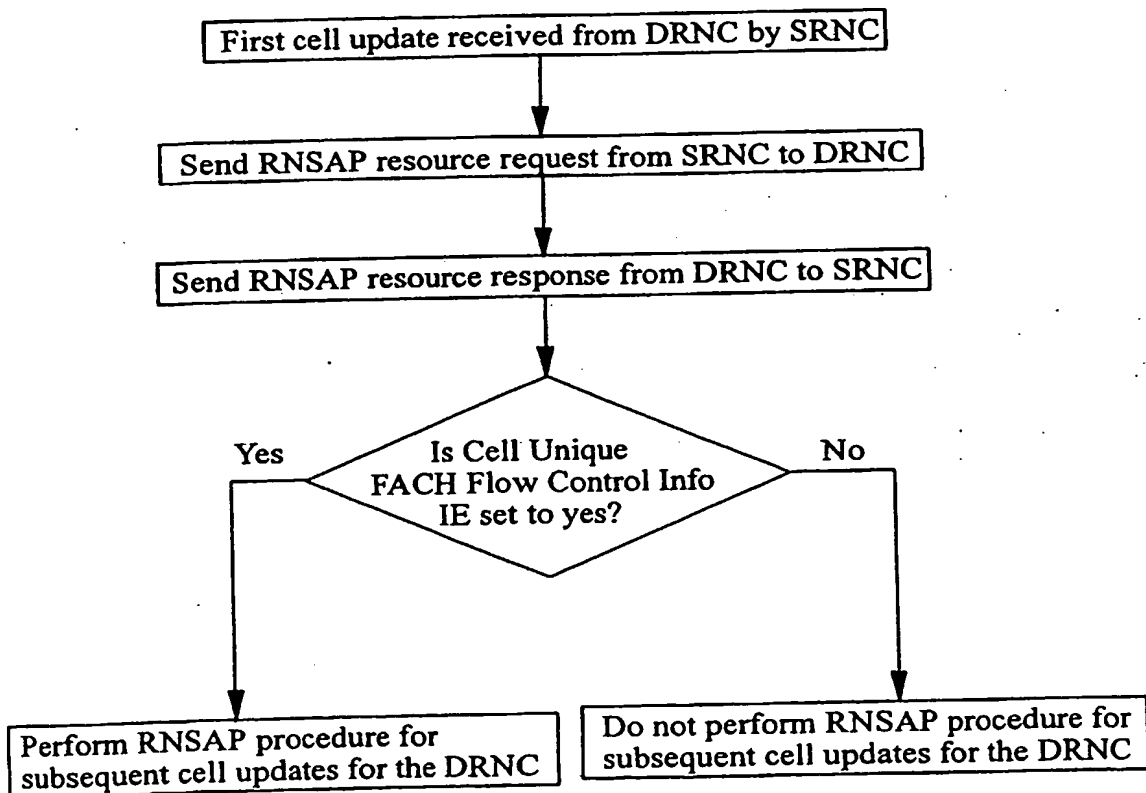 First cell update received from DRNC by SRNC
Send RNSAP resource request from SRNC to DRNC
Send RNSAP resource response from DRNC to SRNC
Is Cell Unique
FACH Flow Control Info
IE set to yes?
Yes
No
Perform RNSAP procedure for
subsequent cell updates for the DRNC
Do not perform RNSAP procedure for
subsequent cell updates for the DRNC